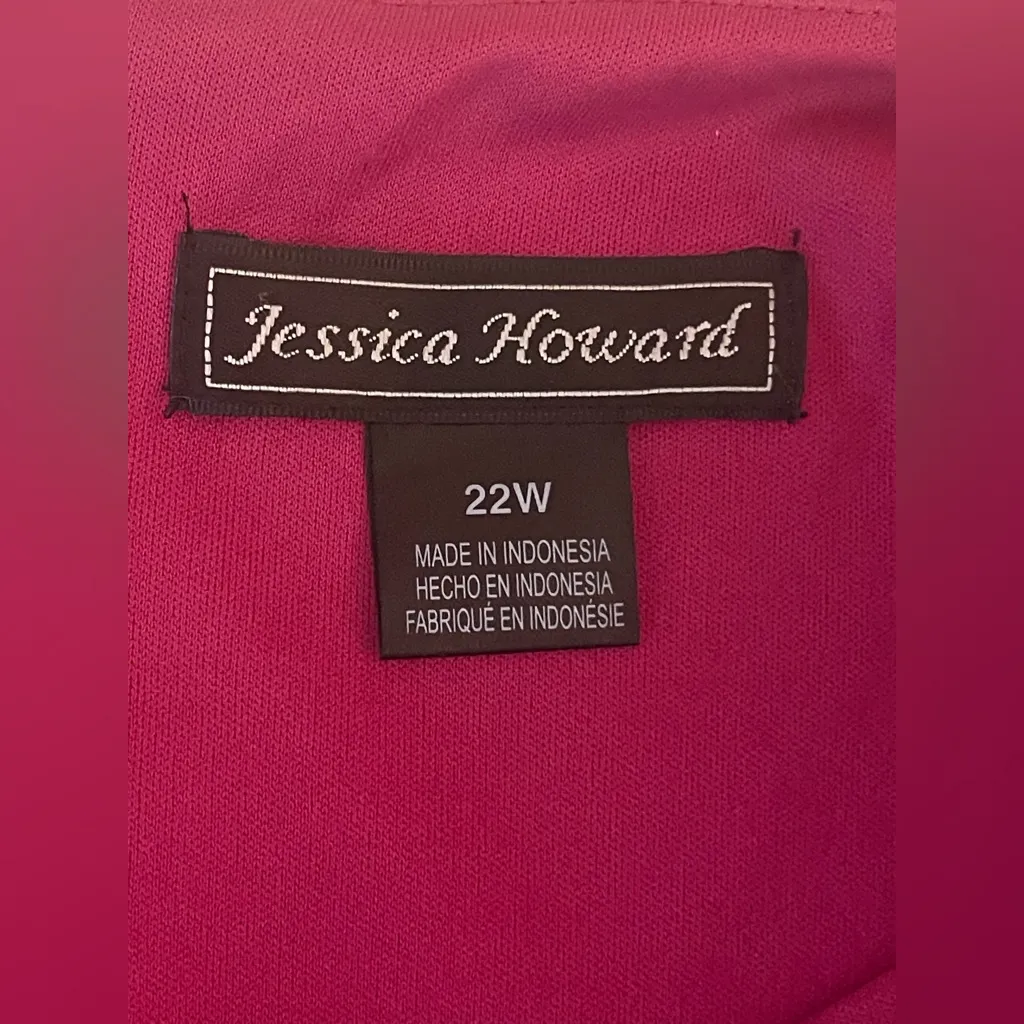 Jessica Howard
22W
MADE IN INDONESIA
HECHO EN INDONESIA
FABRIQUÉ EN INDONÉSIE